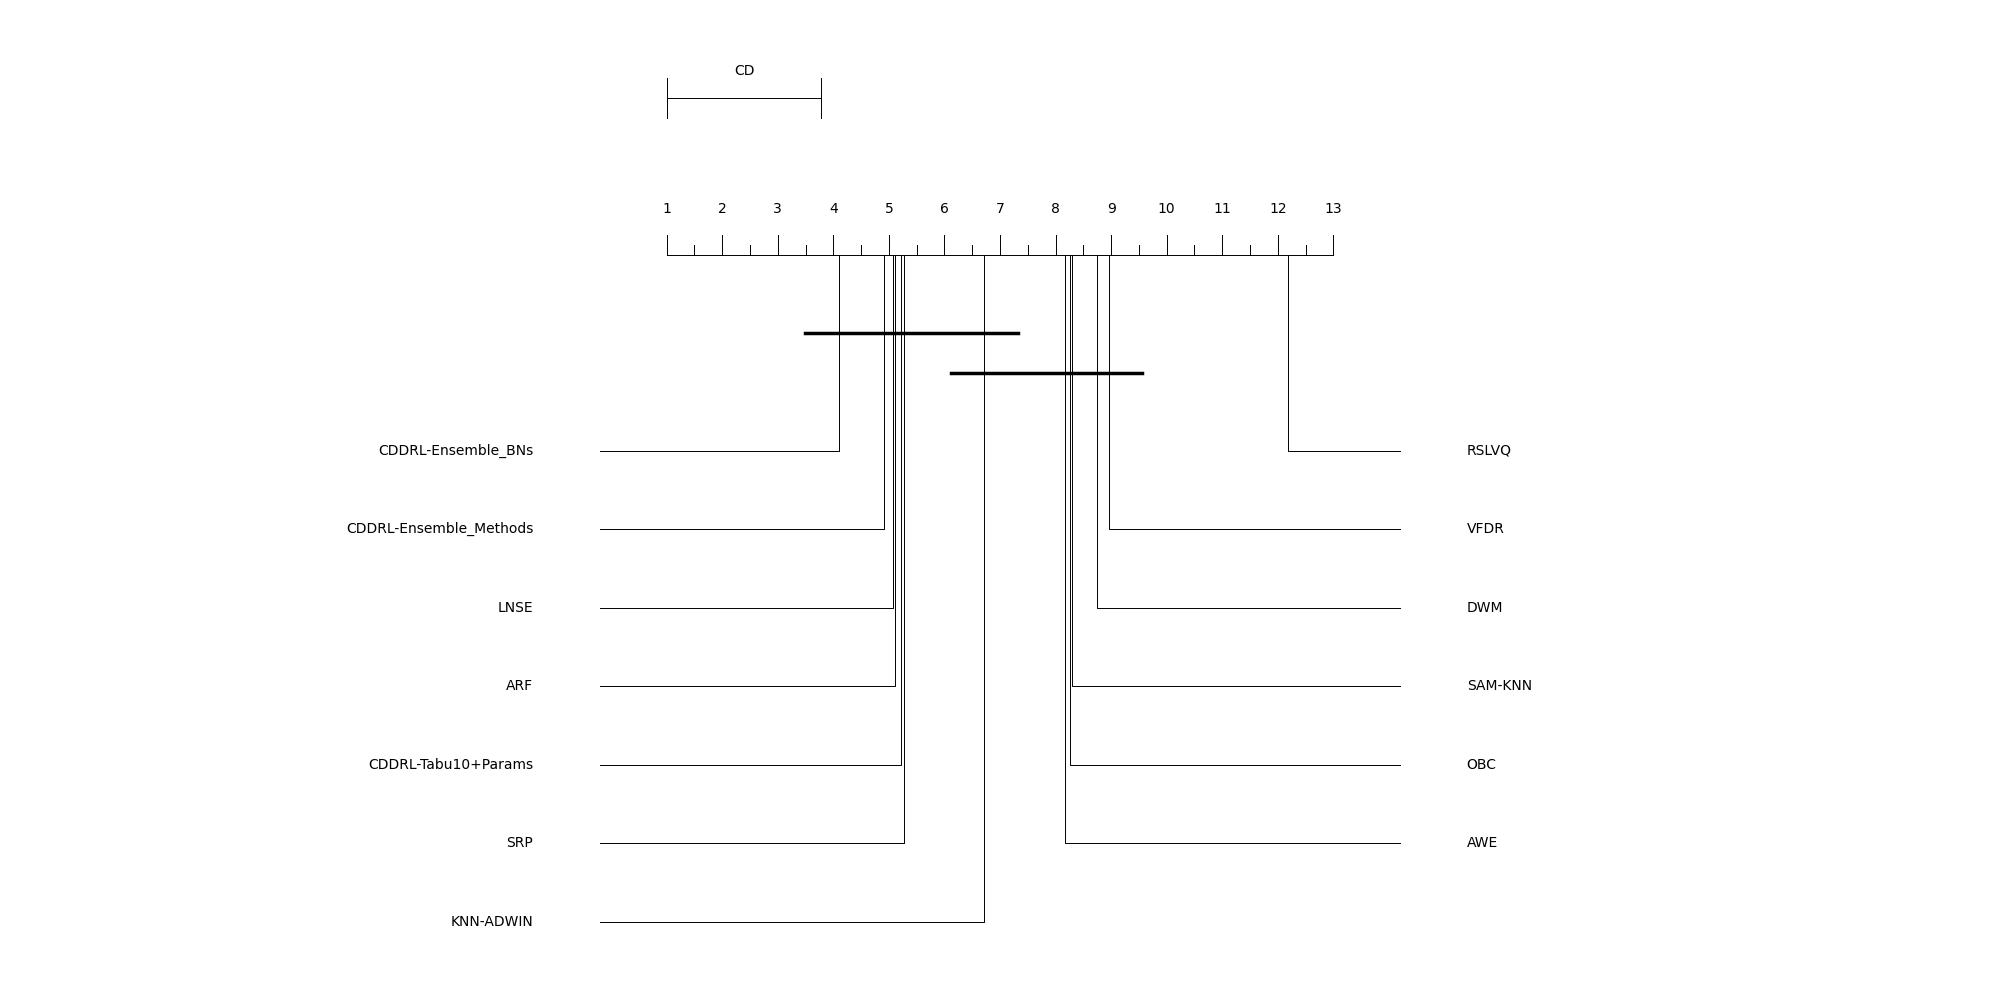 CD
1 2 3 4 5 6 7 8 9 10 11 12 13
CDDRL-Ensemble_BNs
RSLVQ
CDDRL-Ensemble_Methods
VFDR
LNSE
DWM
ARF
SAM-KNN
CDDRL-Tabu10+Params
OBC
SRP
AWE
KNN-ADWIN